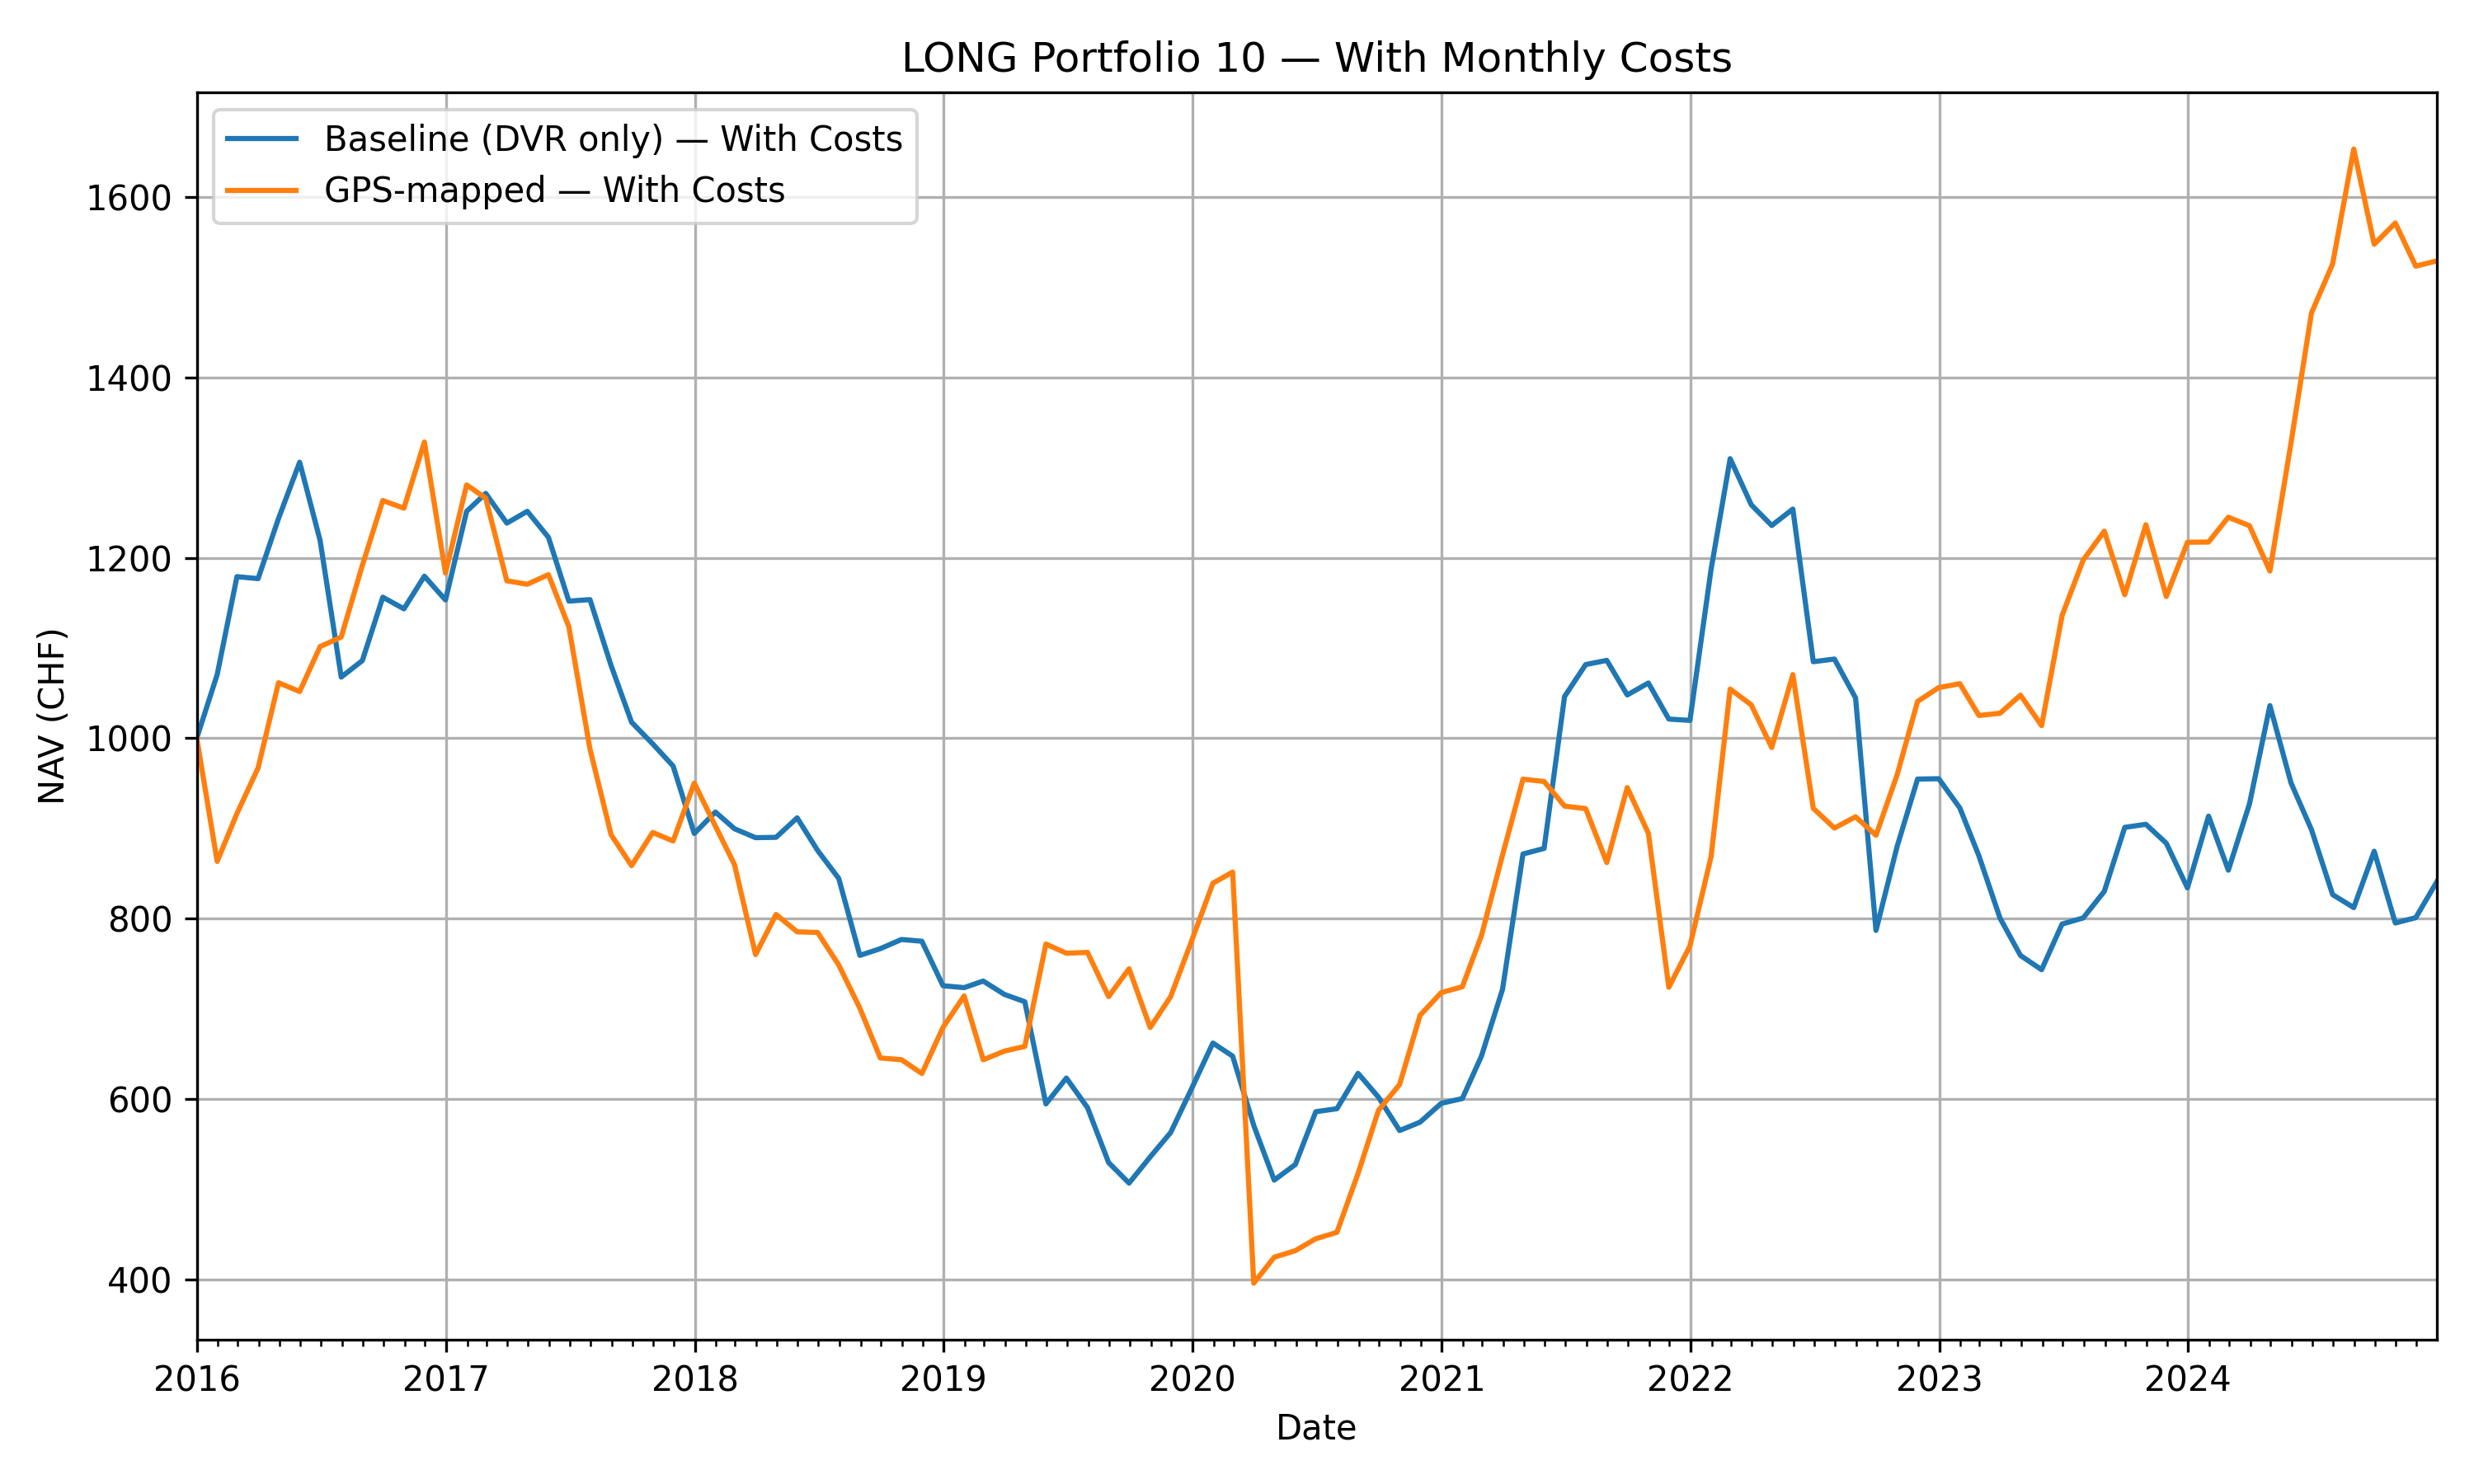 LONG Portfolio 10 — With Monthly Costs
Baseline (DVR only) — With Costs
GPS-mapped — With Costs
1600
1400
1200
1000
800
600
400
NAV (CHF)
2016 2017 2018 2019 2020 2021 2022 2023 2024
Date